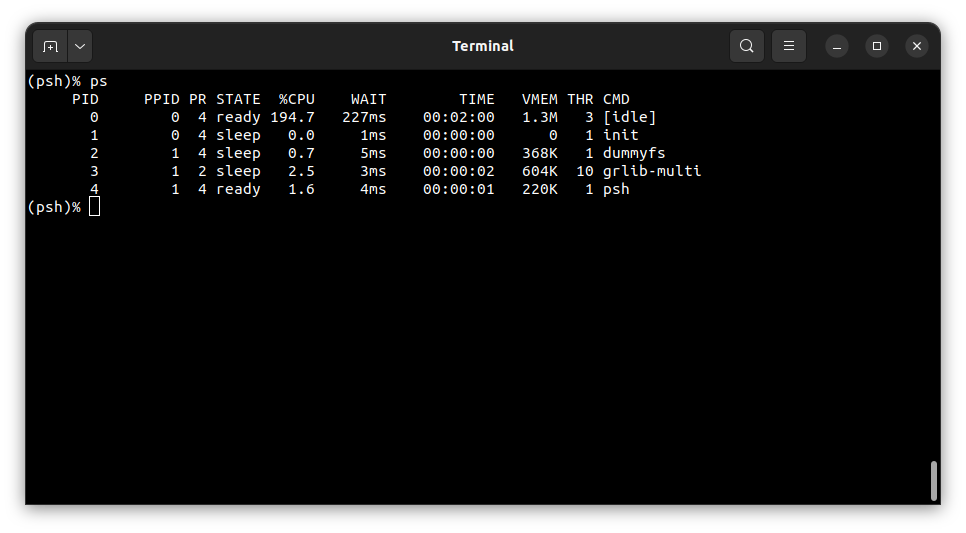 Terminal
(psh)% ps
PID PPID PR STATE %CPU WAIT TIME VMEM THR CMD
0 0 4 ready 194.7 227ms 00:02:00 1.3M 3 [idle]
1 0 4 sleep 0.0 1ms 00:00:00 0 1 init
2 1 4 sleep 0.7 5ms 00:00:00 368K 1 dummyfs
3 1 2 sleep 2.5 3ms 00:00:02 604K 10 grlib-multi
4 1 4 ready 1.6 4ms 00:00:01 220K 1 psh
(psh)%